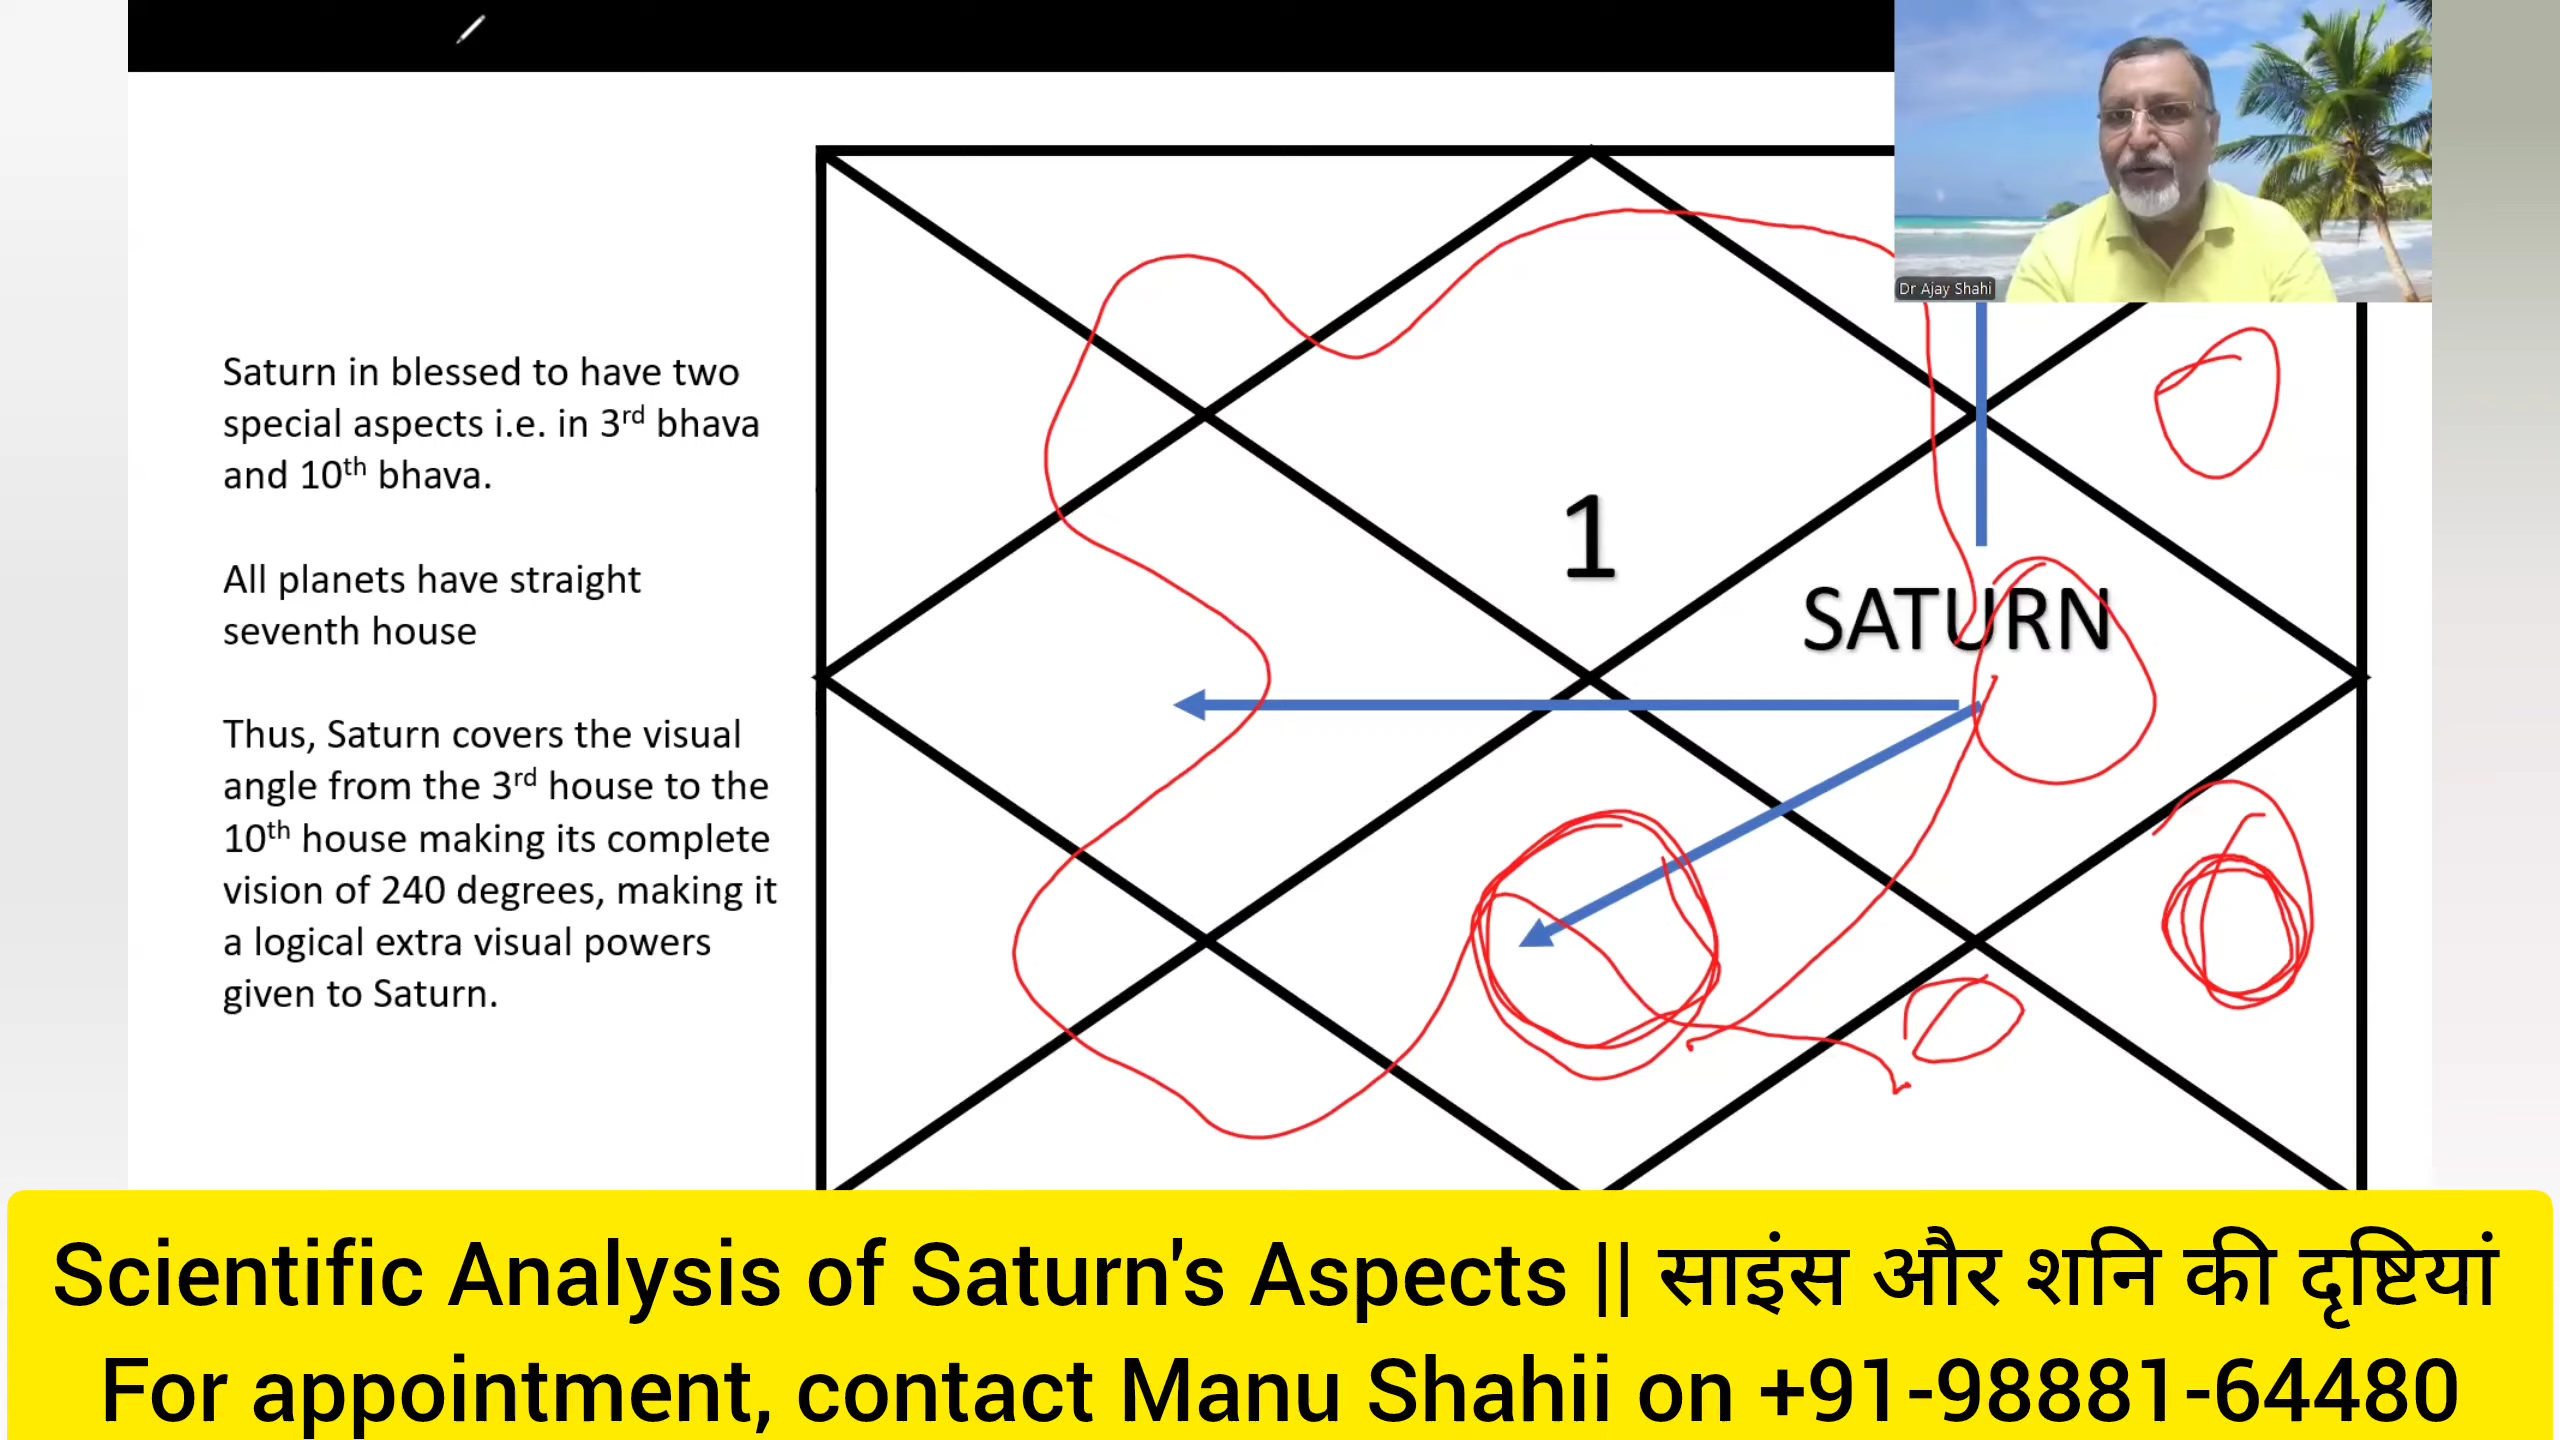 Dr Ajay Shahi
Saturn in blessed to have two
special aspects i.e. in 3rd bhava
and 10th bhava.
All planets have straight
seventh house
Thus, Saturn covers the visual
angle from the 3rd house to the
10th house making its complete
vision of 240 degrees, making it
a logical extra visual powers
given to Saturn.
1
SATURN
Scientific Analysis of Saturn's Aspects || साइंस और शनि की दृष्टियां
For appointment, contact Manu Shahii on +91-98881-64480